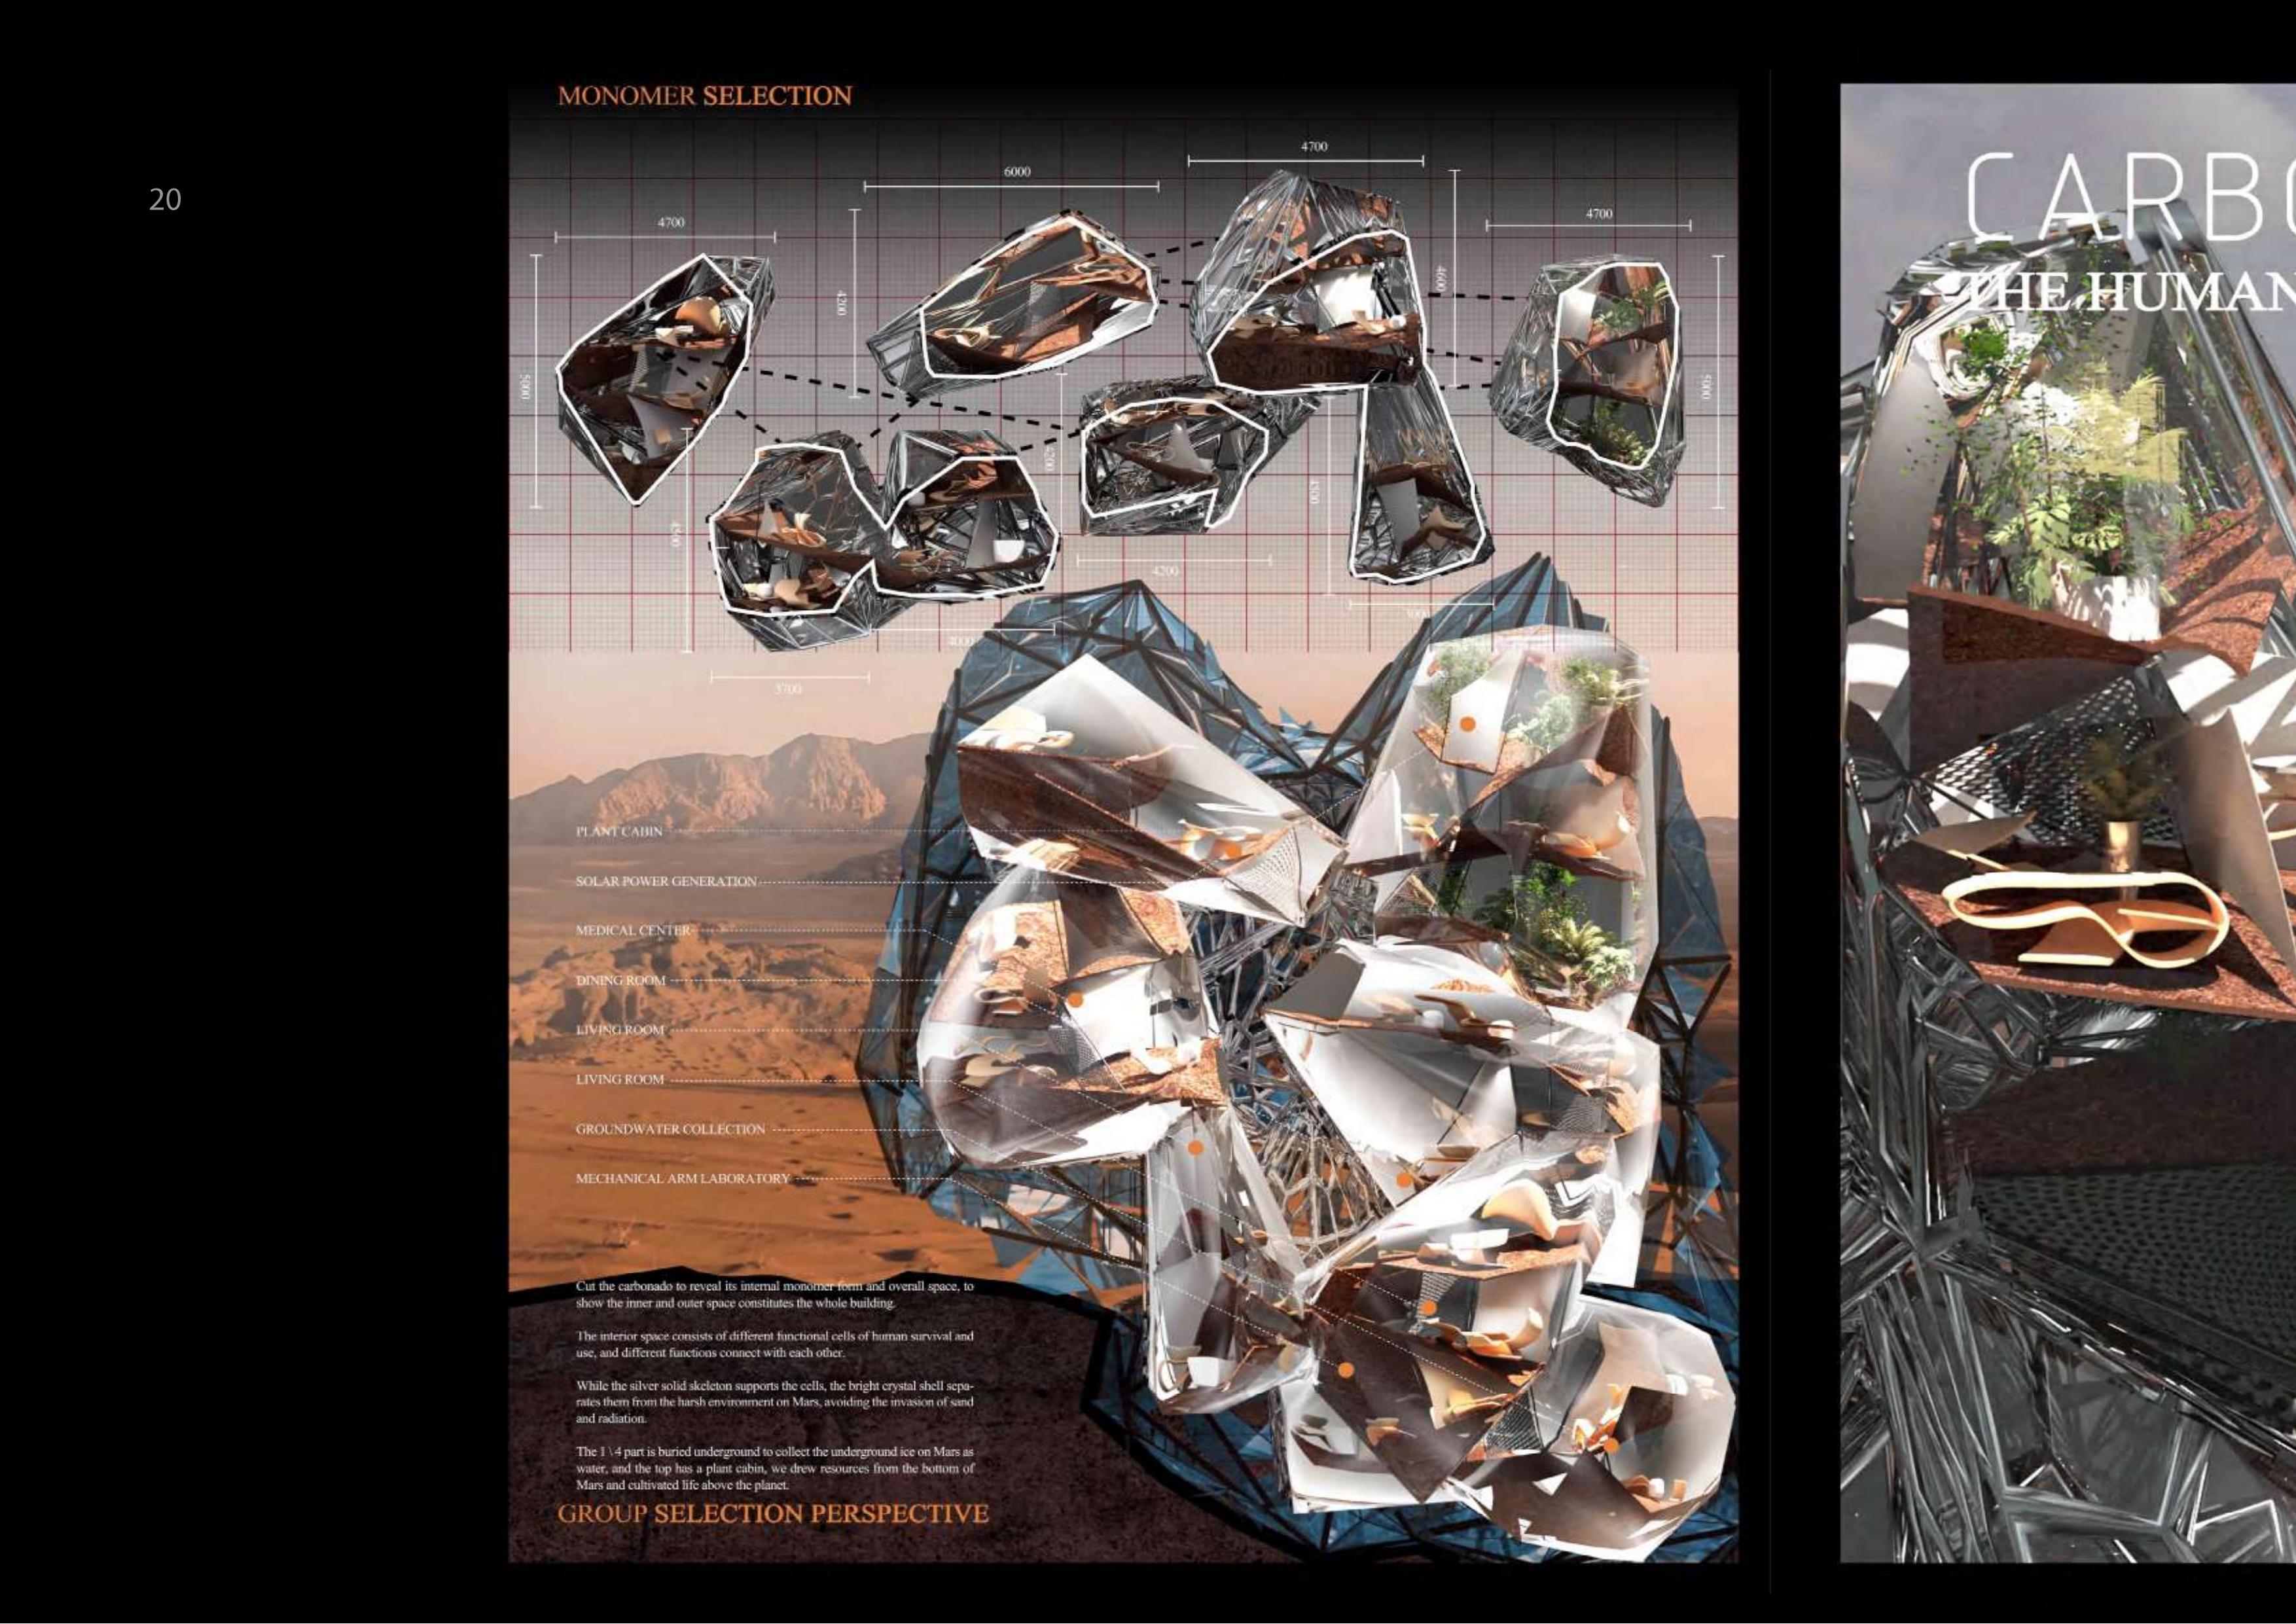 20
MONOMER SELECTION
4700
6000
4700
4700
5000
4200
4600
5000
4200
4200
3700
PLANT CABIN
SOLAR POWER GENERATION
MEDICAL CENTER
DINING ROOM
LIVING ROOM
LIVING ROOM
GROUNDWATER COLLECTION
MECHANICAL ARM LABORATORY
Cut the carbonado to reveal its internal monomer form and overall space, to
show the inner and outer space constitutes the whole building.
The interior space consists of different functional cells of human survival and
use, and different functions connect with each other.
While the silver solid skeleton supports the cells, the bright crystal shell sepa-
rates them from the harsh environment on Mars, avoiding the invasion of sand
and radiation.
The 1 \ 4 part is buried underground to collect the underground ice on Mars as
water, and the top has a plant cabin, we drew resources from the bottom of
Mars and cultivated life above the planet.
GROUP SELECTION PERSPECTIVE
CARB
THE HUMAN